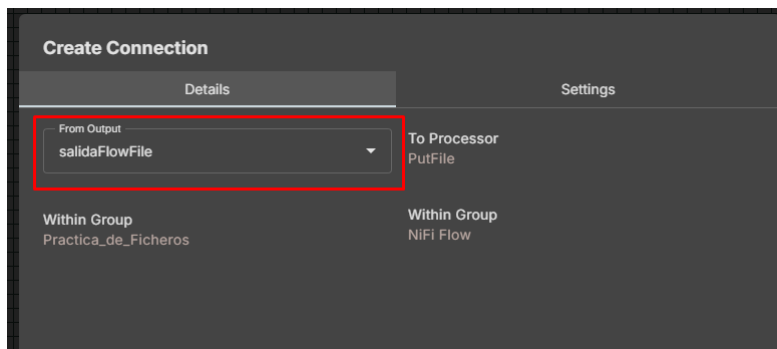 Create Connection
Details
Settings
From Output
salidaFlowFile
To Processor
PutFile
Within Group
Practica_de_Ficheros
Within Group
NiFi Flow